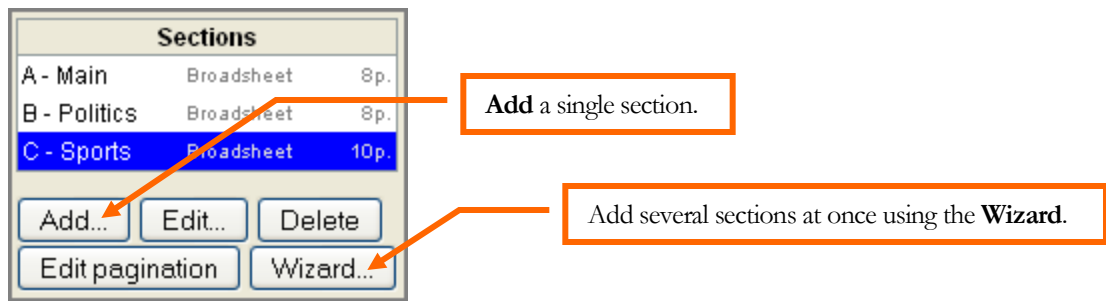 Sections
A - Main Broadsheet 8p.
B - Politics Broadsheet 8p.
C - Sports Broadsheet 10p.
Add... Edit... Delete
Edit pagination Wizard...
Add a single section.
Add several sections at once using the Wizard.